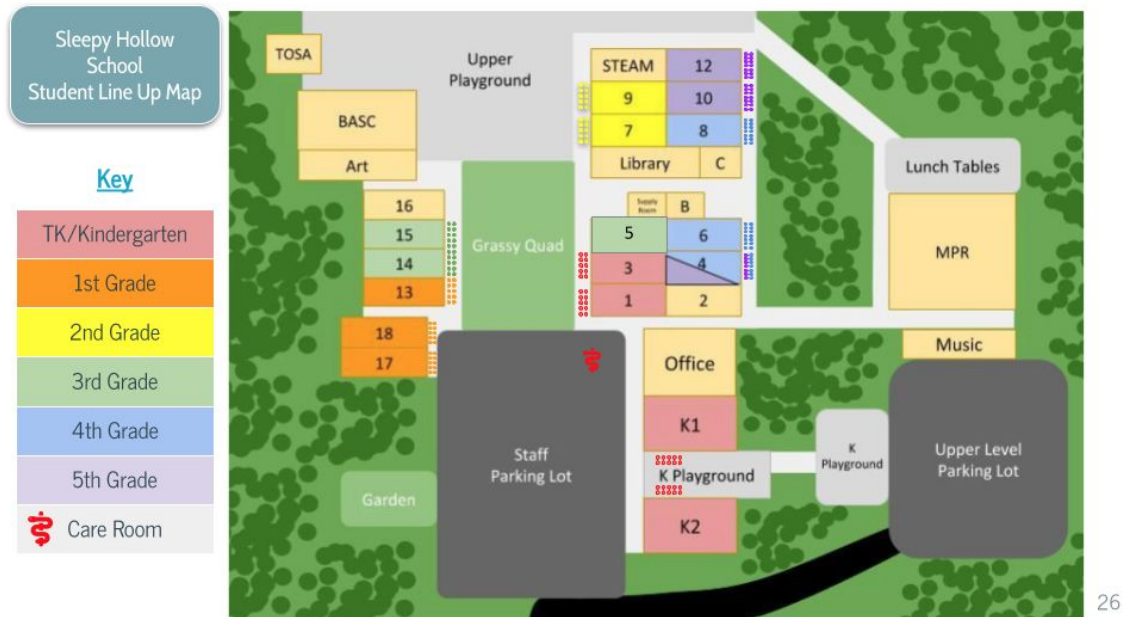 Sleepy Hollow
School
Student Line Up Map
Key
TK/Kindergarten
1st Grade
2nd Grade
3rd Grade
4th Grade
5th Grade
Care Room
TOSA
BASC
Art
16
15
14
13
18
17
Garden
Upper
Playground
Grassy Quad
Staff
Parking Lot
STEAM
12
9
10
7
8
Library
C
Supply
Room
B
5
6
3
4
1
2
Office
K1
K Playground
K2
K
Playground
Lunch Tables
MPR
Music
Upper Level
Parking Lot
26